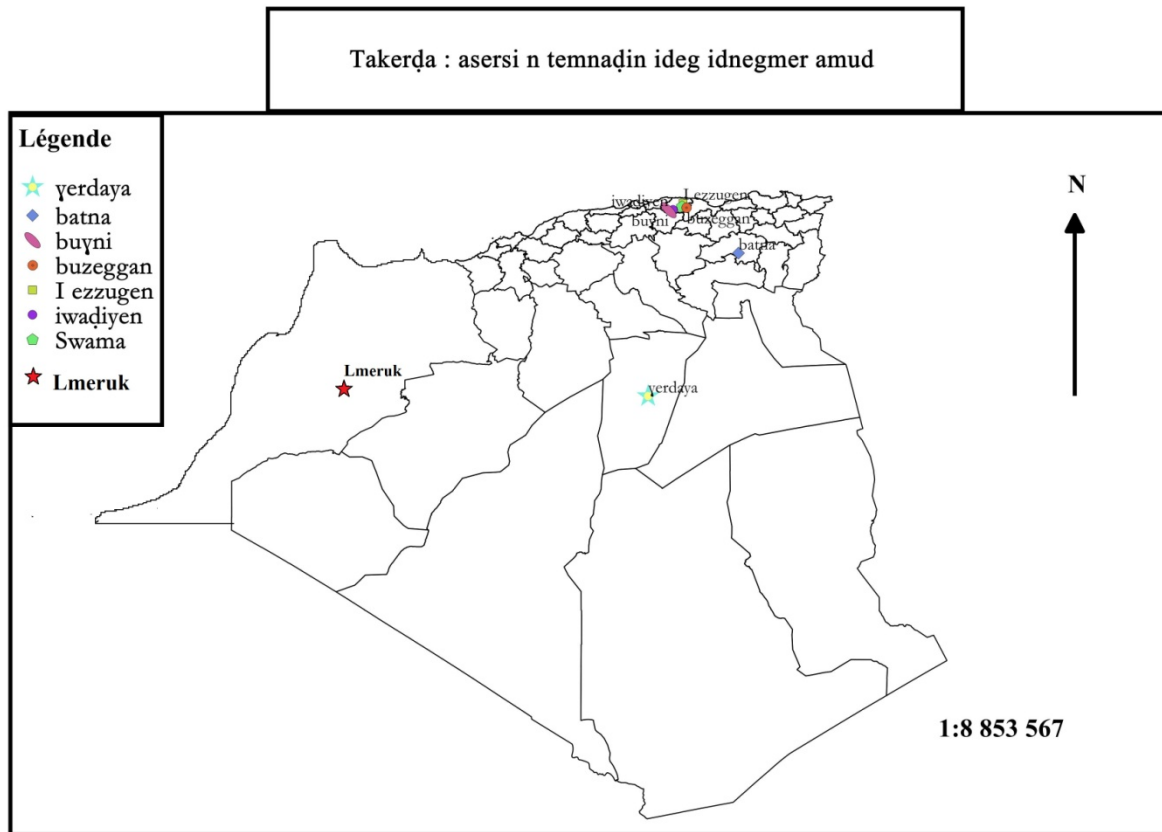 Takerḍa : asersi n temnaḍin ideg idnegmer amud
Légende
ɣerdaya
batna
buɣni
buzeggan
I ezzugen
iwaḍiyen
Swama
Lmeruk
N
I ezzugen
iwaḍiyen
buzeggan
buɣni
batna
Lmeruk
ɣerdaya
1:8 853 567